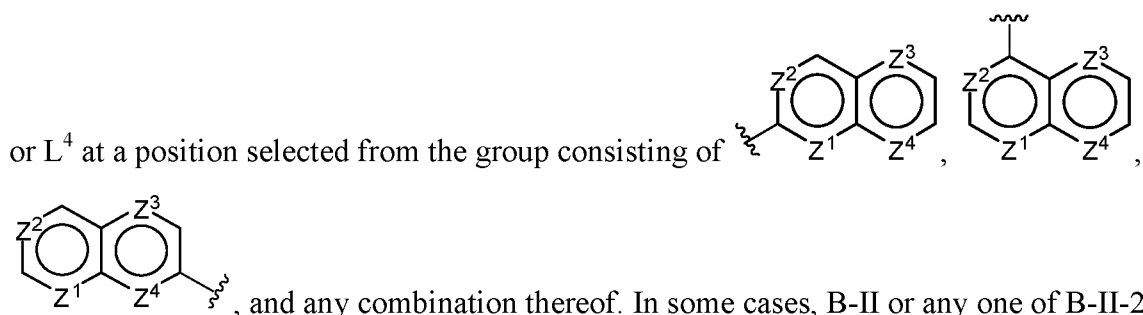 Z² Z³ Z¹ Z⁴ Z² Z³ Z¹ Z⁴
or L⁴ at a position selected from the group consisting of , ,
Z² Z³ Z¹ Z⁴
, and any combination thereof. In some cases, B-II or any one of B-II-2